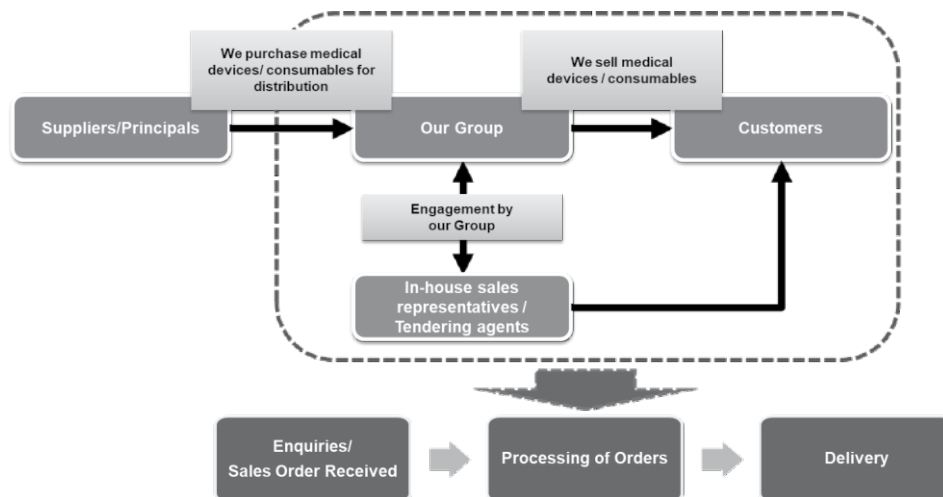 We purchase medical
devices/ consumables for
distribution
We sell medical
devices / consumables
Suppliers/Principals
Our Group
Customers
Engagement by
our Group
In-house sales
representatives /
Tendering agents
Enquiries/
Sales Order Received
Processing of Orders
Delivery